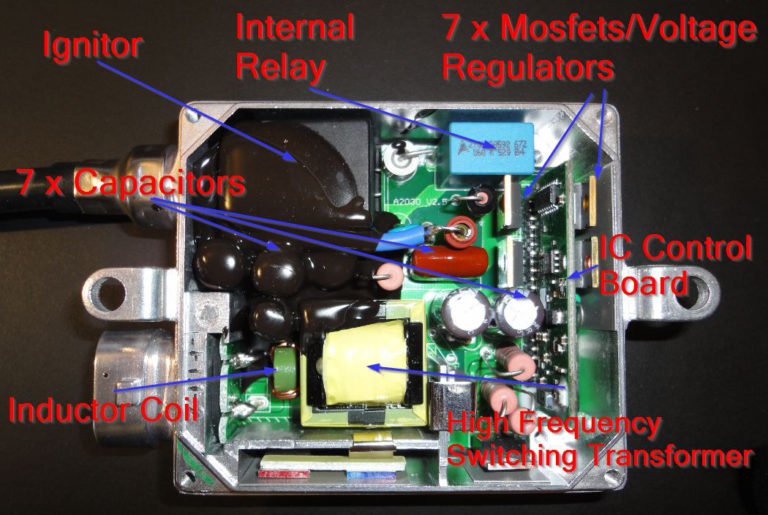 Ignitor
Internal
Relay
7 x Mosfets/Voltage
Regulators
7 x Capacitors
A2030 V2.5
IC Control
Board
Inductor Coil
High Frequency
Switching Transformer